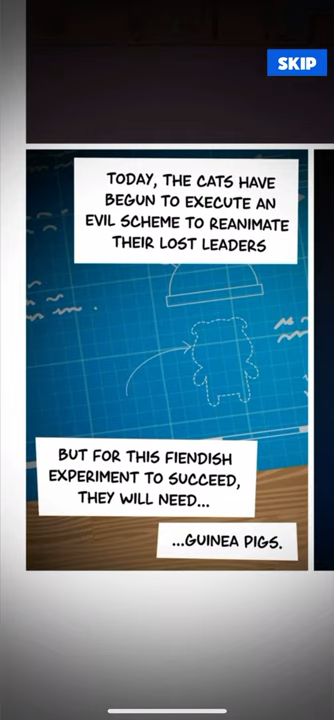 SKIP
TODAY, THE CATS HAVE
BEGUN TO EXECUTE AN
EVIL SCHEME TO REANIMATE
THEIR LOST LEADERS
BUT FOR THIS FIENDISH
EXPERIMENT TO SUCCEED,
THEY WILL NEED...
...GUINEA PIGS.